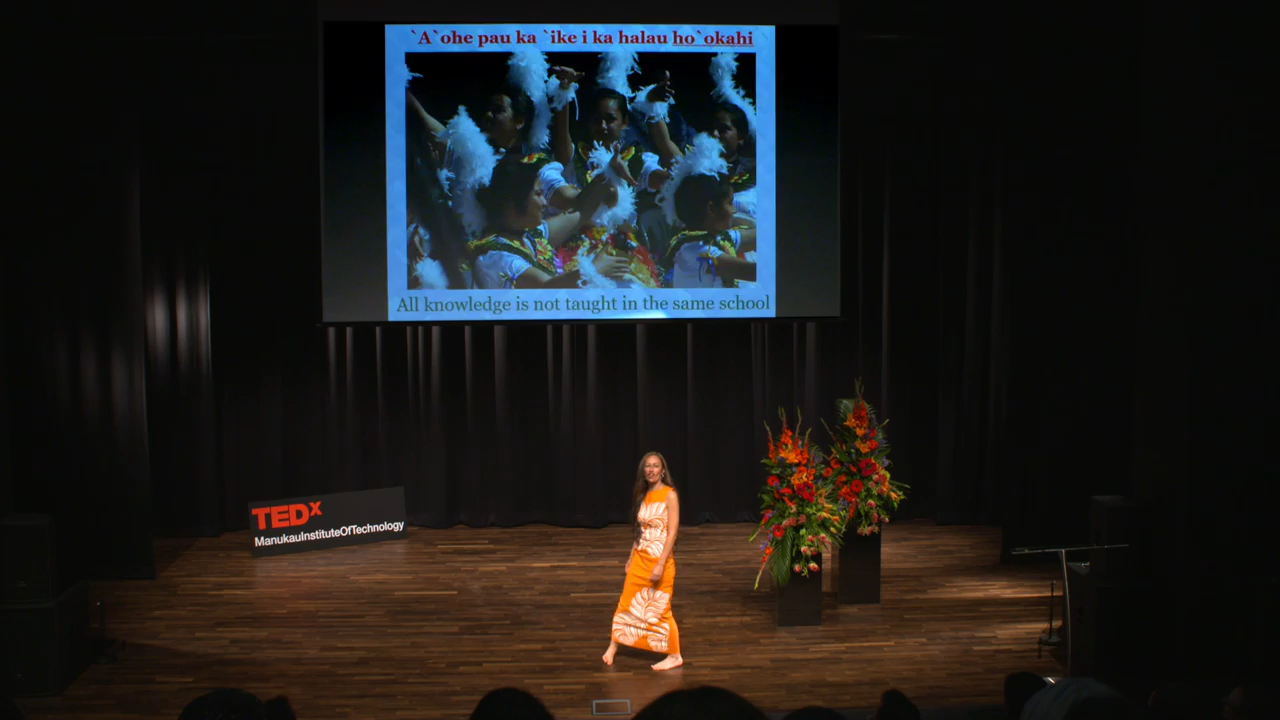 `A`ohe pau ka `ike i ka halau ho`okahi
All knowledge is not taught in the same school
TEDx
ManukauInstituteOfTechnology